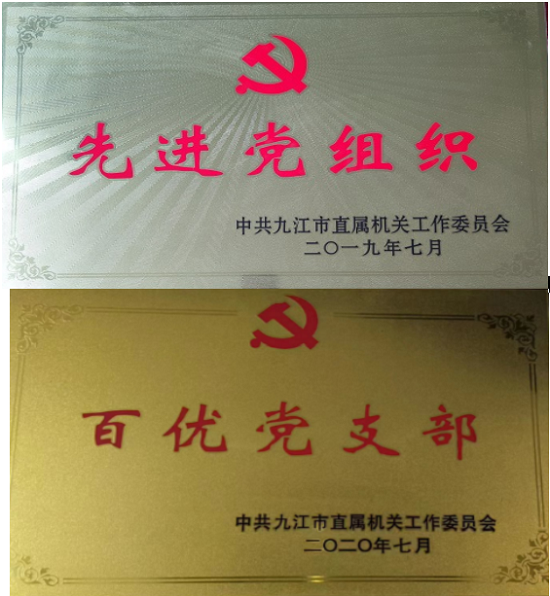 先进党组织
中共九江市直属机关工作委员会
二〇一九年七月
百优党支部
中共九江市直属机关工作委员会
二〇二〇年七月